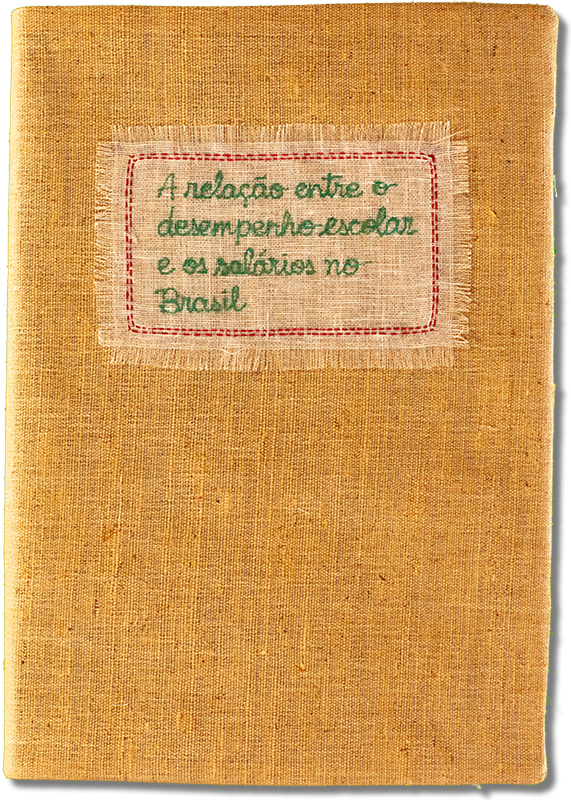 A relação entre o
desempenho escolar
e os salários no
Brasil